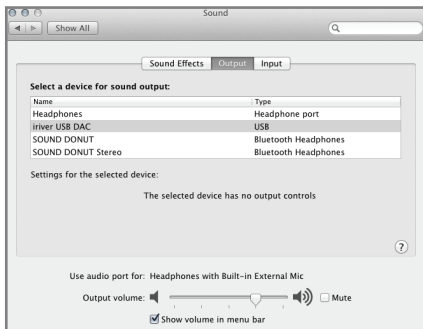 Sound
Show All
Sound Effects Output Input
Select a device for sound output:
Name Type
Headphones Headphone port
iriver USB DAC USB
SOUND DONUT Bluetooth Headphones
SOUND DONUT Stereo Bluetooth Headphones
Settings for the selected device:
The selected device has no output controls
?
Use audio port for: Headphones with Built-in External Mic
Output volume: Mute
Show volume in menu bar